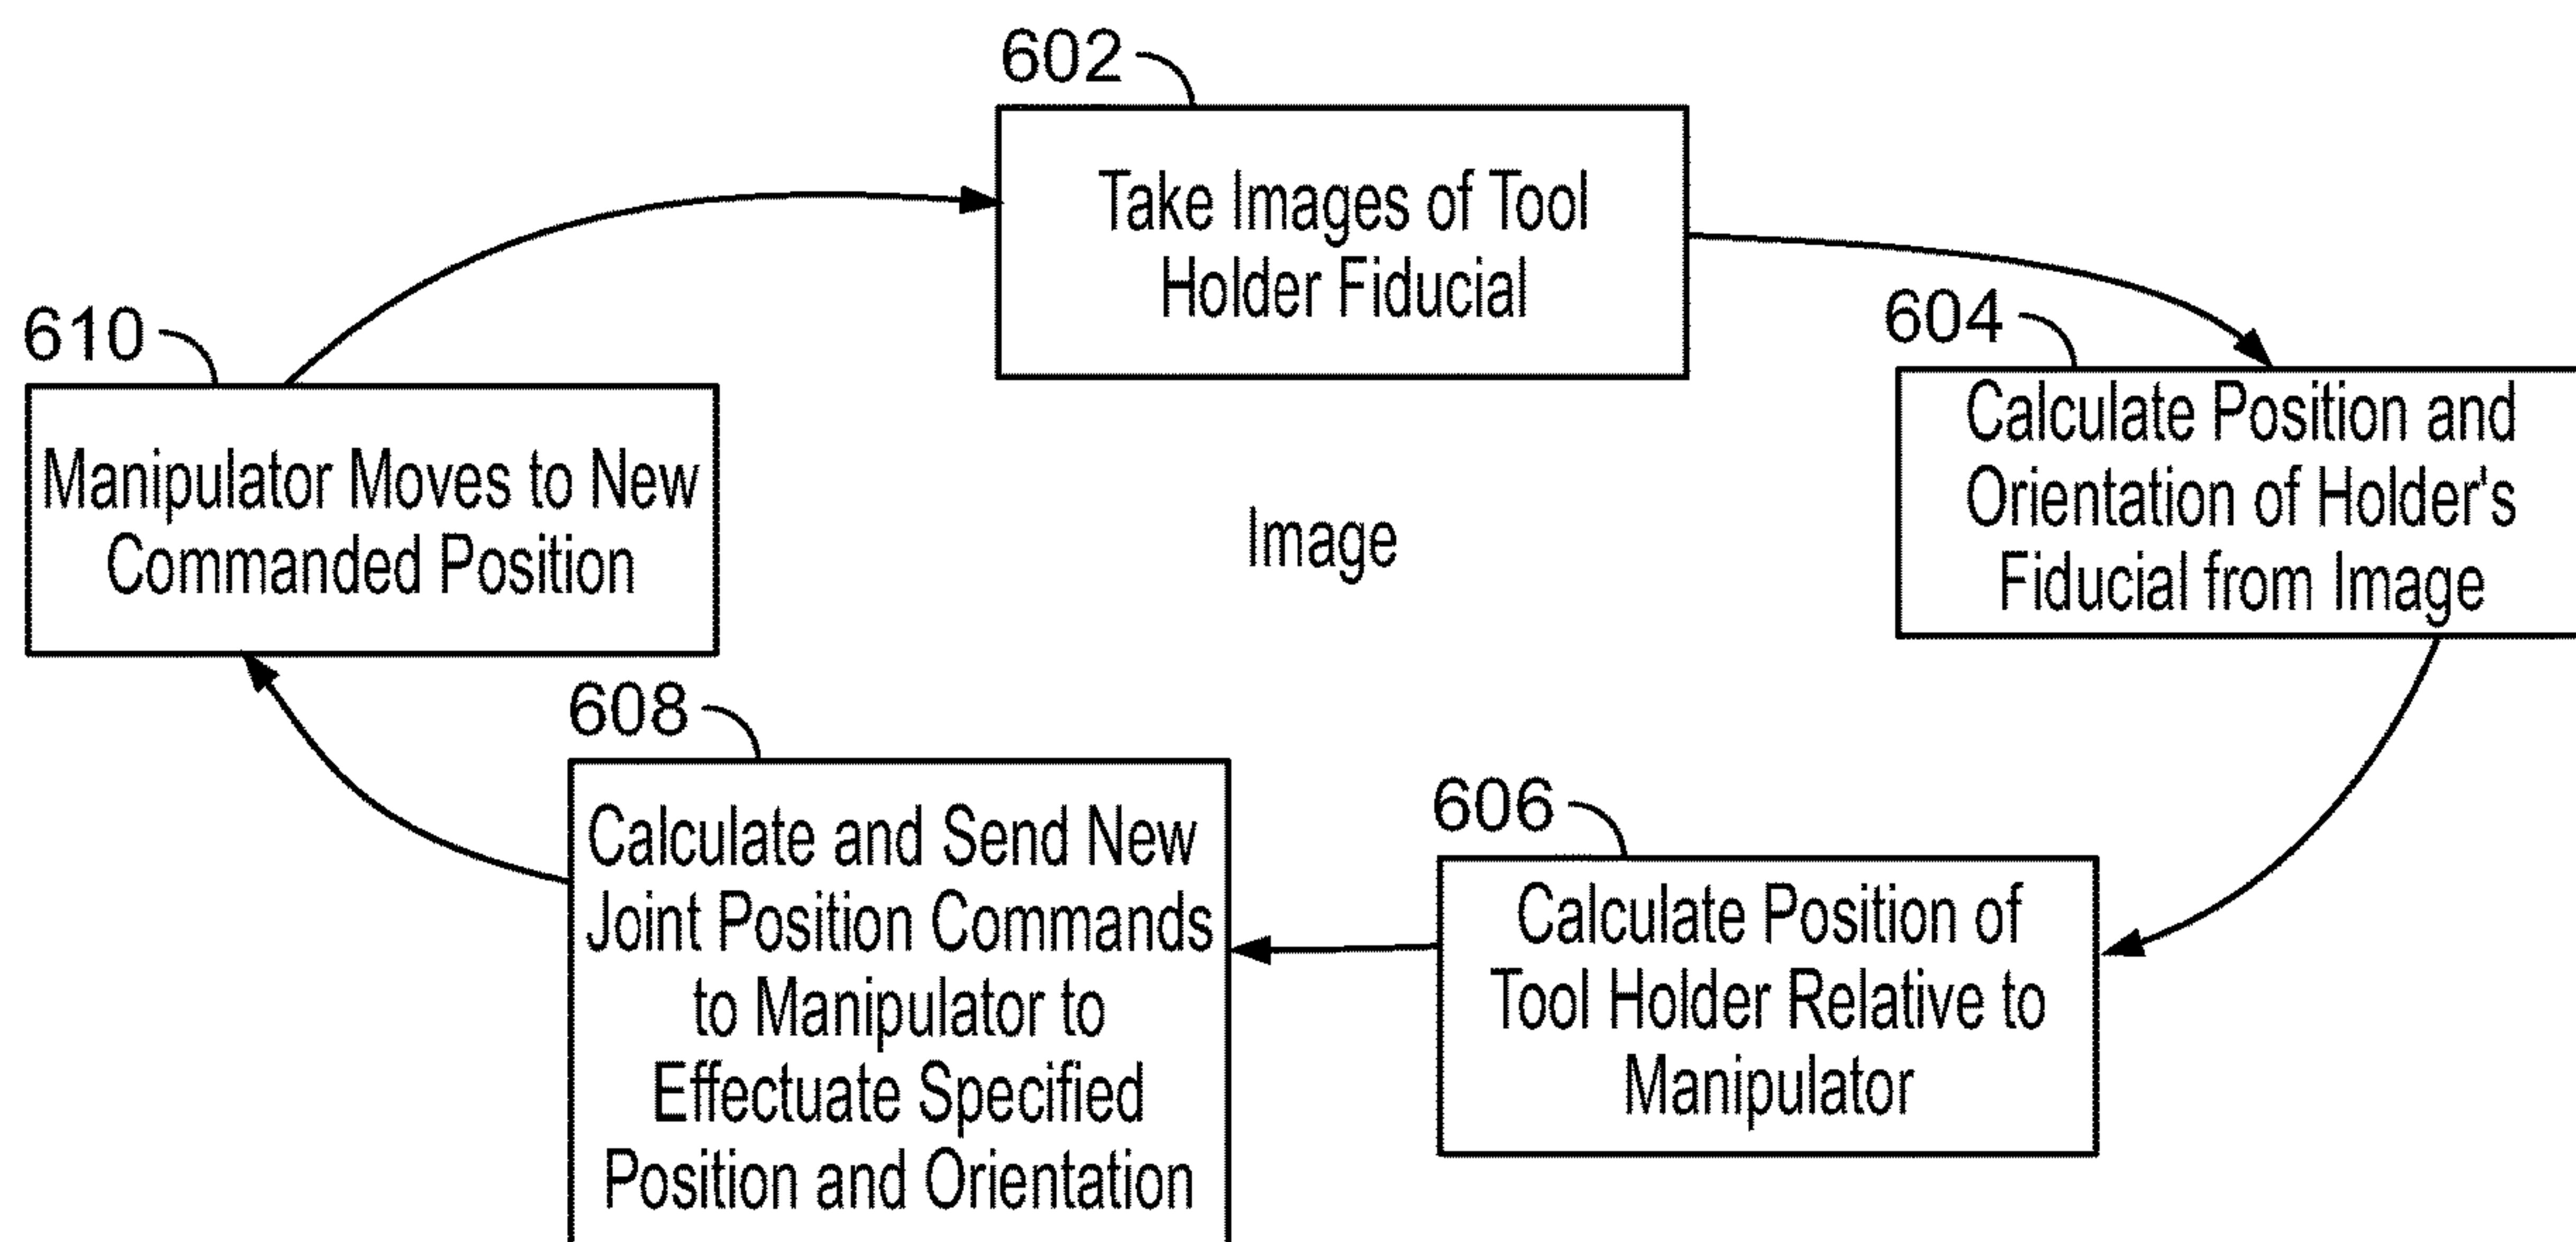 602
Take Images of Tool
Holder Fiducial
604
Calculate Position and
Orientation of Holder's
Fiducial from Image
606
Calculate Position of
Tool Holder Relative to
Manipulator
608
Calculate and Send New
Joint Position Commands
to Manipulator to
Effectuate Specified
Position and Orientation
610
Manipulator Moves to New
Commanded Position
Image